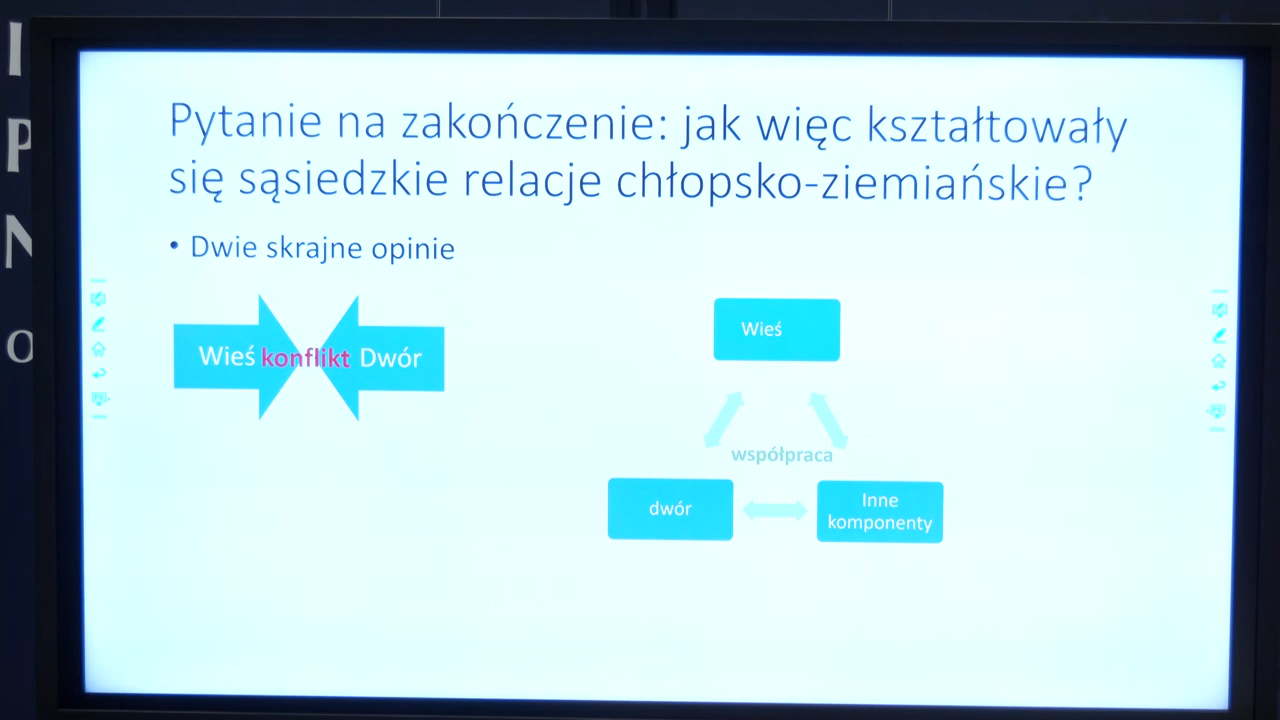 I
P
N
O
Pytanie na zakończenie: jak więc kształtowały
się sąsiedzkie relacje chłopsko-ziemiańskie?
• Dwie skrajne opinie
Wieś konflikt Dwór
Wieś
współpraca
dwór
Inne
komponenty